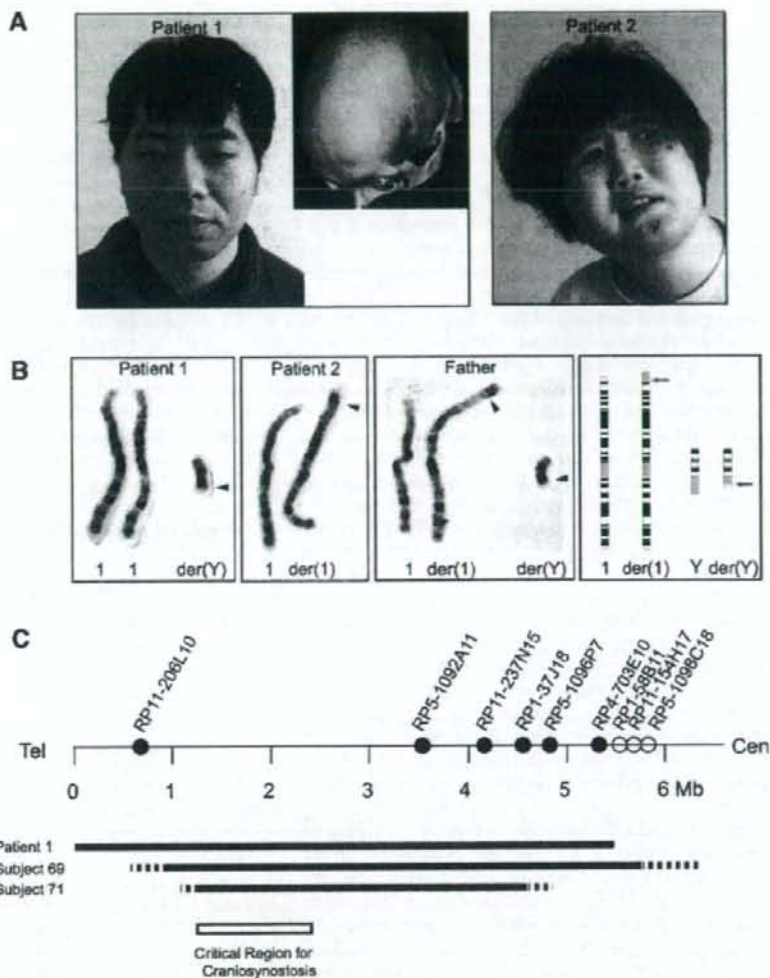 A
Patient 1
Patient 2
B
Patient 1
Patient 2
Father
1 1 der(Y)
1 der(1)
1 der(1) der(Y)
1 der(1) Y der(Y)
C
RP11-206L10
RP5-1092A11
RP11-237N15
RP1-37J18
RP5-1096P7
RP4-703E10
RP1-58B11
RP11-154H17
RP5-1098C18
Tel
Cen
0 1 2 3 4 5 6 Mb
Patient 1
Subject 69
Subject 71
Critical Region for
Craniosynostosis